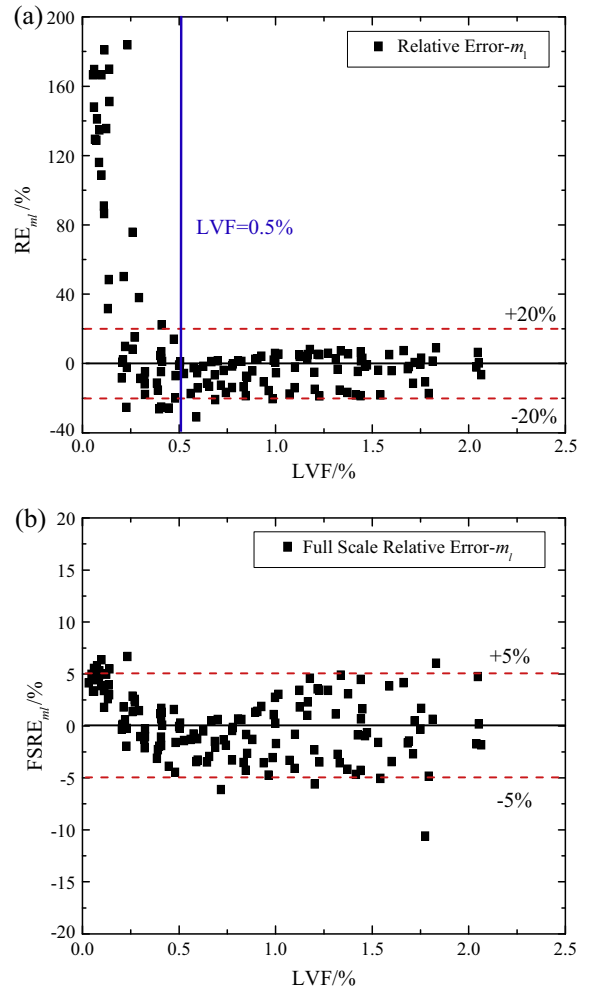 (a)
200
160
120
80
40
0
-40
RE_ml/%
Relative Error-m_l
LVF=0.5%
+20%
-20%
0.0 0.5 1.0 1.5 2.0 2.5
LVF/%
(b)
20
15
10
5
0
-5
-10
-15
-20
FSRE_ml/%
Full Scale Relative Error-m_l
+5%
-5%
0.0 0.5 1.0 1.5 2.0 2.5
LVF/%